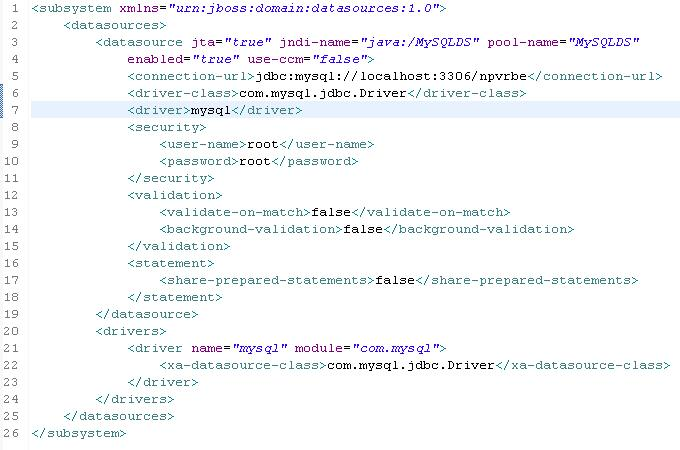 1 <subsystem xmlns="urn:jboss:domain:datasources:1.0">
2     <datasources>
3         <datasource jta="true" jndi-name="java:/MySQLDS" pool-name="MySQLDS"
4             enabled="true" use-ccm="false">
5             <connection-url>jdbc:mysql://localhost:3306/npvrbe</connection-url>
6             <driver-class>com.mysql.jdbc.Driver</driver-class>
7             <driver>mysql</driver>
8             <security>
9                 <user-name>root</user-name>
10                 <password>root</password>
11             </security>
12             <validation>
13                 <validate-on-match>false</validate-on-match>
14                 <background-validation>false</background-validation>
15             </validation>
16             <statement>
17                 <share-prepared-statements>false</share-prepared-statements>
18             </statement>
19         </datasource>
20         <drivers>
21             <driver name="mysql" module="com.mysql">
22                 <xa-datasource-class>com.mysql.jdbc.Driver</xa-datasource-class>
23             </driver>
24         </drivers>
25     </datasources>
26 </subsystem>